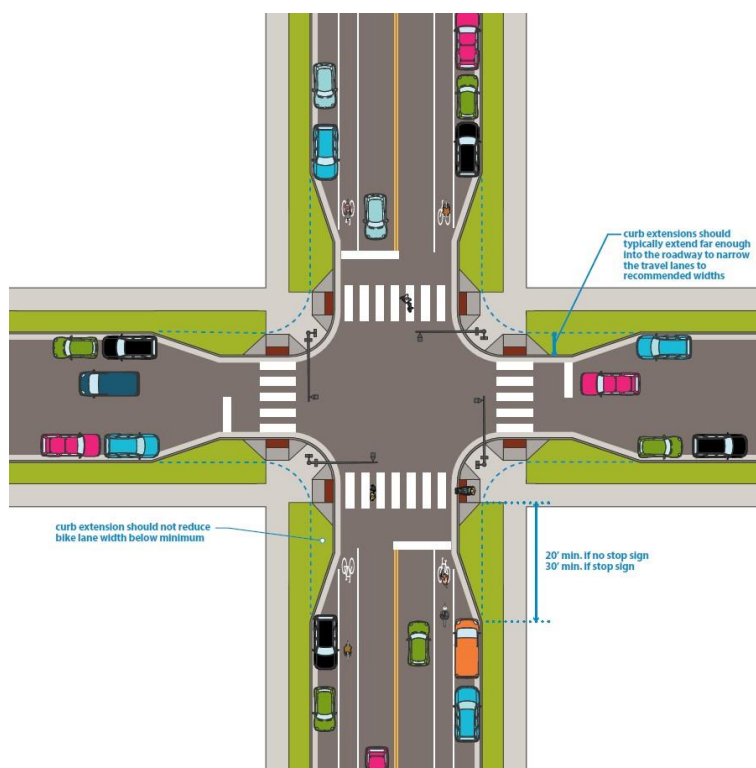 curb extensions should
typically extend far enough
into the roadway to narrow
the travel lanes to
recommended widths
curb extension should not reduce
bike lane width below minimum
20' min. if no stop sign
30' min. if stop sign